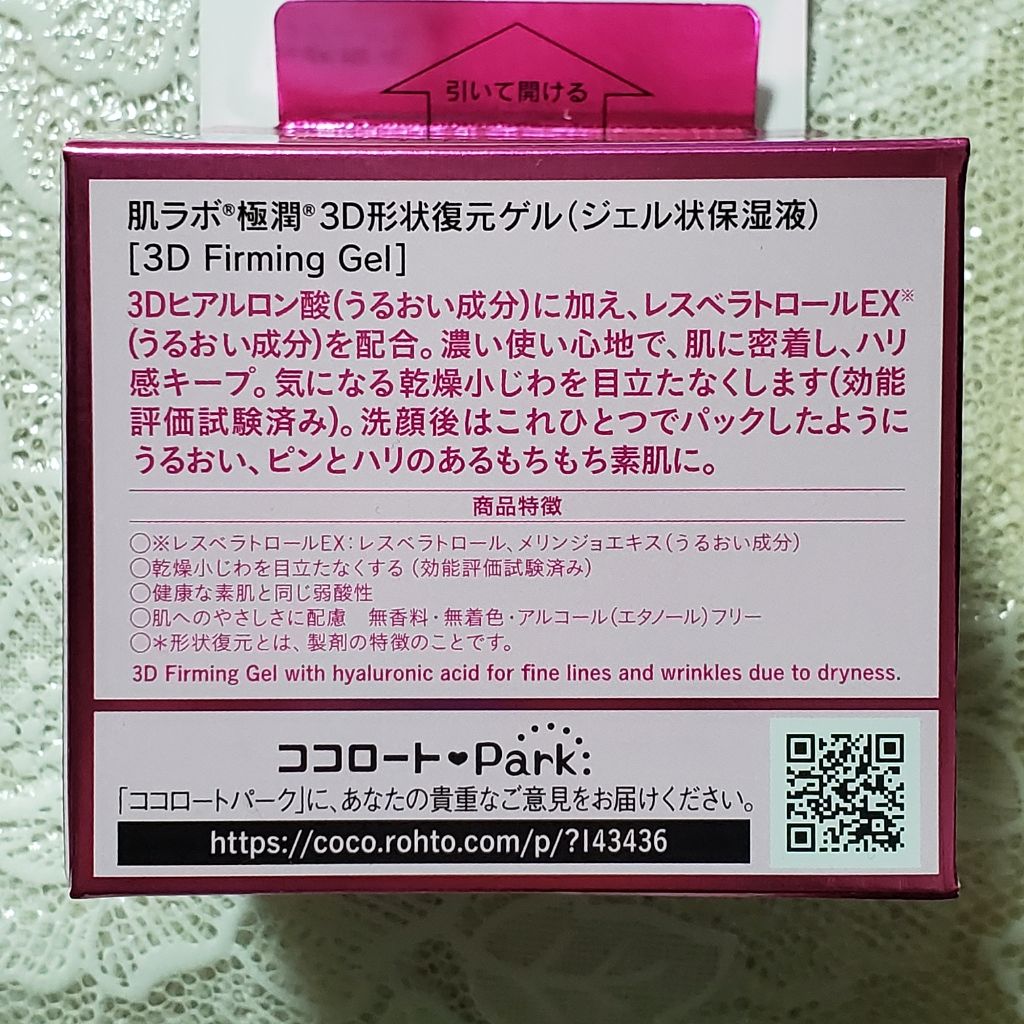 引いて開ける
肌ラボ®極潤®3D形状復元ゲル(ジェル状保湿液)
[3D Firming Gel]
3Dヒアルロン酸(うるおい成分)に加え、レスベラトロールEX※
(うるおい成分)を配合。濃い使い心地で、肌に密着し、ハリ
感キープ。気になる乾燥小じわを目立たなくします(効能
評価試験済み)。洗顔後はこれひとつでパックしたように
うるおい、ピンとハリのあるもちもち素肌に。
商品特徴
○※レスベラトロールEX:レスベラトロール、メリンジョエキス(うるおい成分)
○乾燥小じわを目立たなくする(効能評価試験済み)
○健康な素肌と同じ弱酸性
○肌へのやさしさに配慮 無香料・無着色・アルコール(エタノール)フリー
○*形状復元とは、製剤の特徴のことです。
3D Firming Gel with hyaluronic acid for fine lines and wrinkles due to dryness.
ココロート♥Park:
「ココロートパーク」に、あなたの貴重なご意見をお届けください。
https://coco.rohto.com/p/?143436